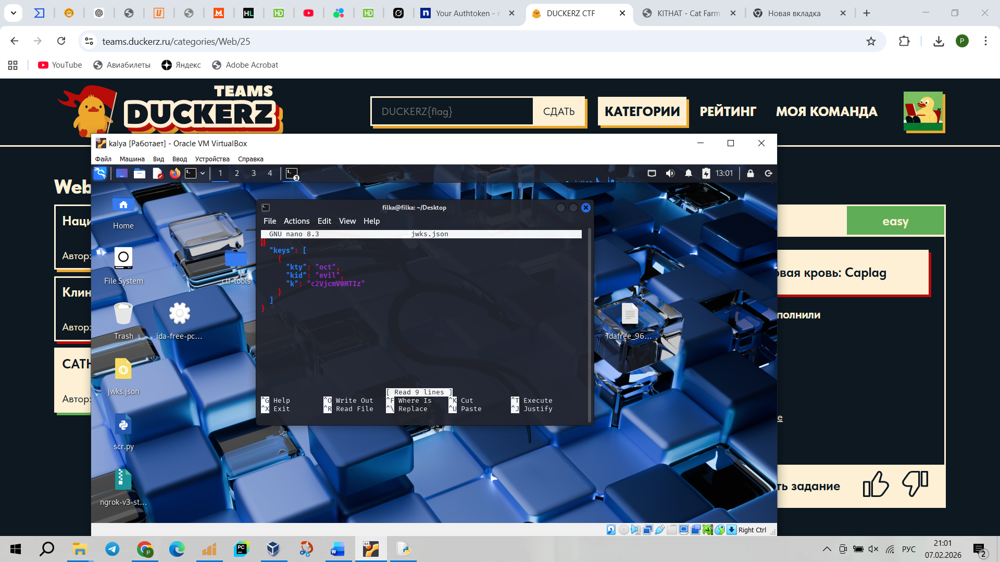 Your Authtoken - n
DUCKERZ CTF
KITHAT - Cat Farm
Новая вкладка
teams.duckerz.ru/categories/Web/25
P
YouTube
Авиабилеты
Яндекс
Adobe Acrobat
TEAMS
DUCKERZ
DUCKERZ{flag}
СДАТЬ
КАТЕГОРИИ
РЕЙТИНГ
МОЯ КОМАНДА
kalya [Работает] - Oracle VM VirtualBox
Файл Машина Вид Ввод Устройства Справка
1 2 3 4
3
13:01
Web
Наци
Автор:
Клин
Автор:
CATH
Автор:
easy
овая кровь: Caplag
полнили
е
ть задание
Home
File System
ctf-tools
Trash
ida-free-pc...
jwks.json
scr.py
ngrok-v3-st...
idafree_96...
filka@filka: ~/Desktop
File Actions Edit View Help
GNU nano 8.3 jwks.json
{
"keys": [
{
"kty": "oct",
"kid": "evil",
"k": "c2VjcmV0MTIz"
}
]
}
[ Read 9 lines ]
^G Help ^O Write Out ^F Where Is ^K Cut ^T Execute
^X Exit ^R Read File ^\ Replace ^U Paste ^J Justify
Right Ctrl
РУС
21:01
07.02.2026
2